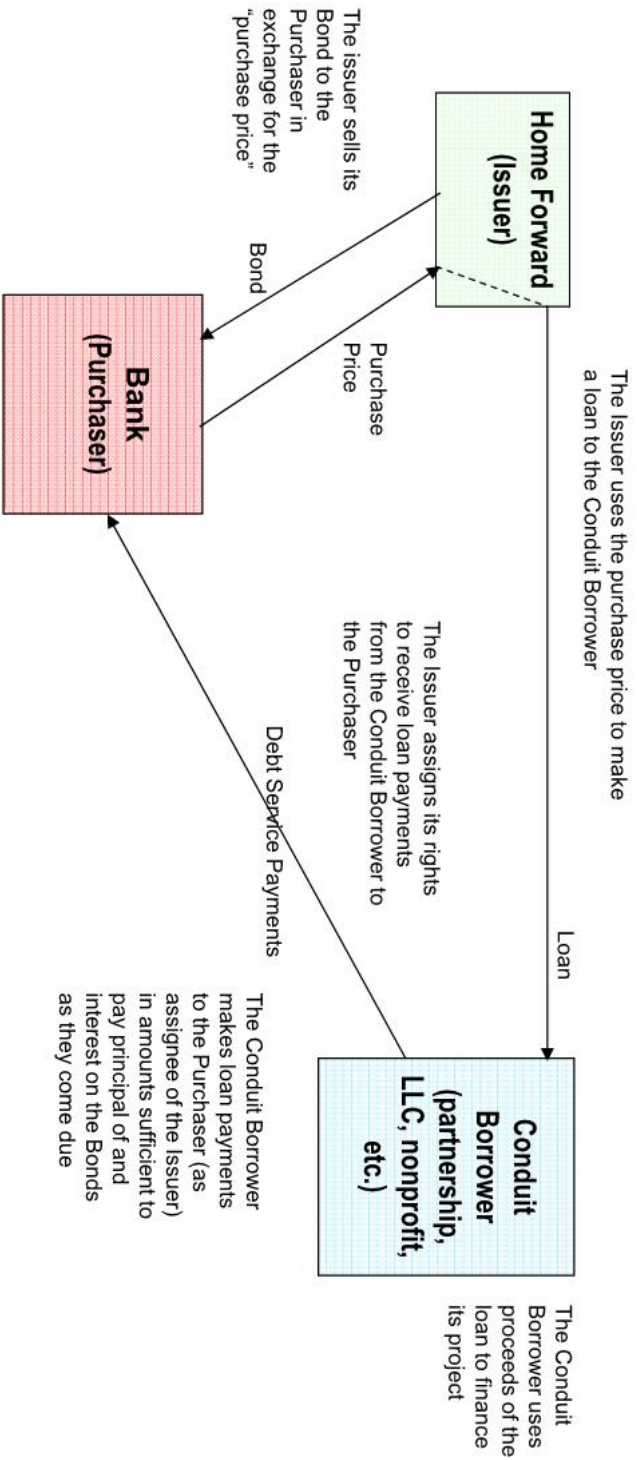 The Issuer uses the purchase price to make
a loan to the Conduit Borrower
Home Forward
(Issuer)
Loan
Conduit
Borrower
(partnership,
LLC, nonprofit,
etc.)
The Conduit
Borrower uses
proceeds of the
loan to finance
its project
The issuer sells its
Bond to the
Purchaser in
exchange for the
“purchase price”
Bond
Purchase
Price
The Issuer assigns its rights
to receive loan payments
from the Conduit Borrower to
the Purchaser
Debt Service Payments
Bank
(Purchaser)
The Conduit Borrower
makes loan payments
to the Purchaser (as
assignee of the Issuer)
in amounts sufficient to
pay principal of and
interest on the Bonds
as they come due